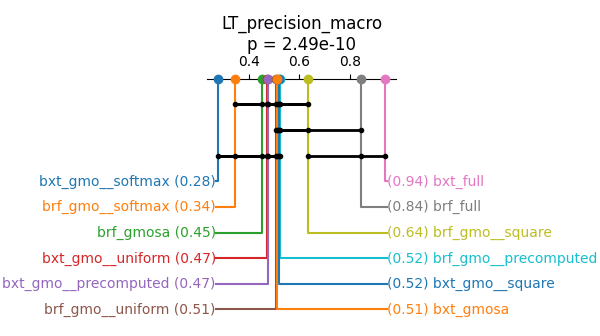 LT_precision_macro
p = 2.49e-10
0.4 0.6 0.8
bxt_gmo__softmax (0.28)
(0.94) bxt_full
brf_gmo__softmax (0.34)
(0.84) brf_full
brf_gmosa (0.45)
(0.64) brf_gmo__square
bxt_gmo__uniform (0.47)
(0.52) brf_gmo__precomputed
bxt_gmo__precomputed (0.47)
(0.52) bxt_gmo__square
brf_gmo__uniform (0.51)
(0.51) bxt_gmosa